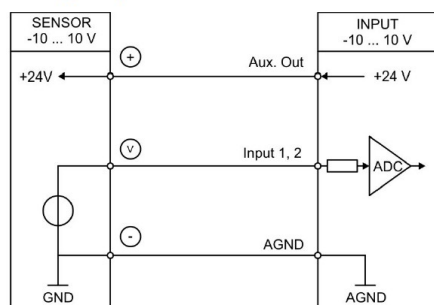 SENSOR
-10 ... 10 V
INPUT
-10 ... 10 V
+
Aux. Out
+24V
+24 V
V
Input 1, 2
ADC
-
AGND
GND
AGND